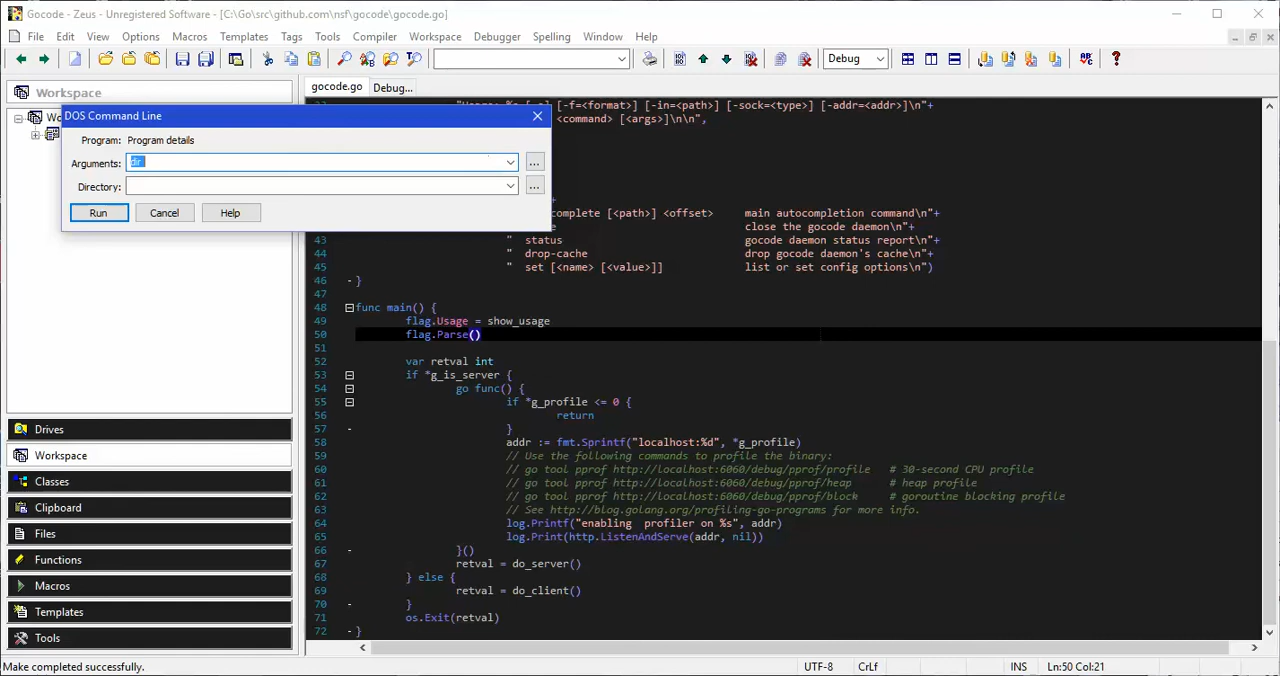 Gocode - Zeus - Unregistered Software - [C:\Go\src\github.com\nsf\gocode\gocode.go]
File Edit View Options Macros Templates Tags Tools Compiler Workspace Debugger Spelling Window Help
Debug
Workspace
gocode.go
Debug...
Wo
DOS Command Line
Program: Program details
Arguments: dir
Directory:
Run Cancel Help
[-f=<format>] [-in=<path>] [-sock=<type>] [-addr=<addr>]\n"+
<command> [<args>]\n\n",
complete [<path>] <offset> main autocompletion command\n"+
close the gocode daemon\n"+
43 " status gocode daemon status report\n"+
44 " drop-cache drop gocode daemon's cache\n"+
45 " set [<name> [<value>]] list or set config options\n")
46 }
47
48 func main() {
49 flag.Usage = show_usage
50 flag.Parse()
51
52 var retval int
53 if *g_is_server {
54 go func() {
55 if *g_profile <= 0 {
56 return
57 }
58 addr := fmt.Sprintf("localhost:%d", *g_profile)
59 // Use the following commands to profile the binary:
60 // go tool pprof http://localhost:6060/debug/pprof/profile # 30-second CPU profile
61 // go tool pprof http://localhost:6060/debug/pprof/heap # heap profile
62 // go tool pprof http://localhost:6060/debug/pprof/block # goroutine blocking profile
63 // See http://blog.golang.org/profiling-go-programs for more info.
64 log.Printf("enabling  profiler on %s", addr)
65 log.Print(http.ListenAndServe(addr, nil))
66 }()
67 retval = do_server()
68 } else {
69 retval = do_client()
70 }
71 os.Exit(retval)
72 }
Drives
Workspace
Classes
Clipboard
Files
Functions
Macros
Templates
Tools
Make completed successfully.
UTF-8 CrLf INS Ln:50 Col:21